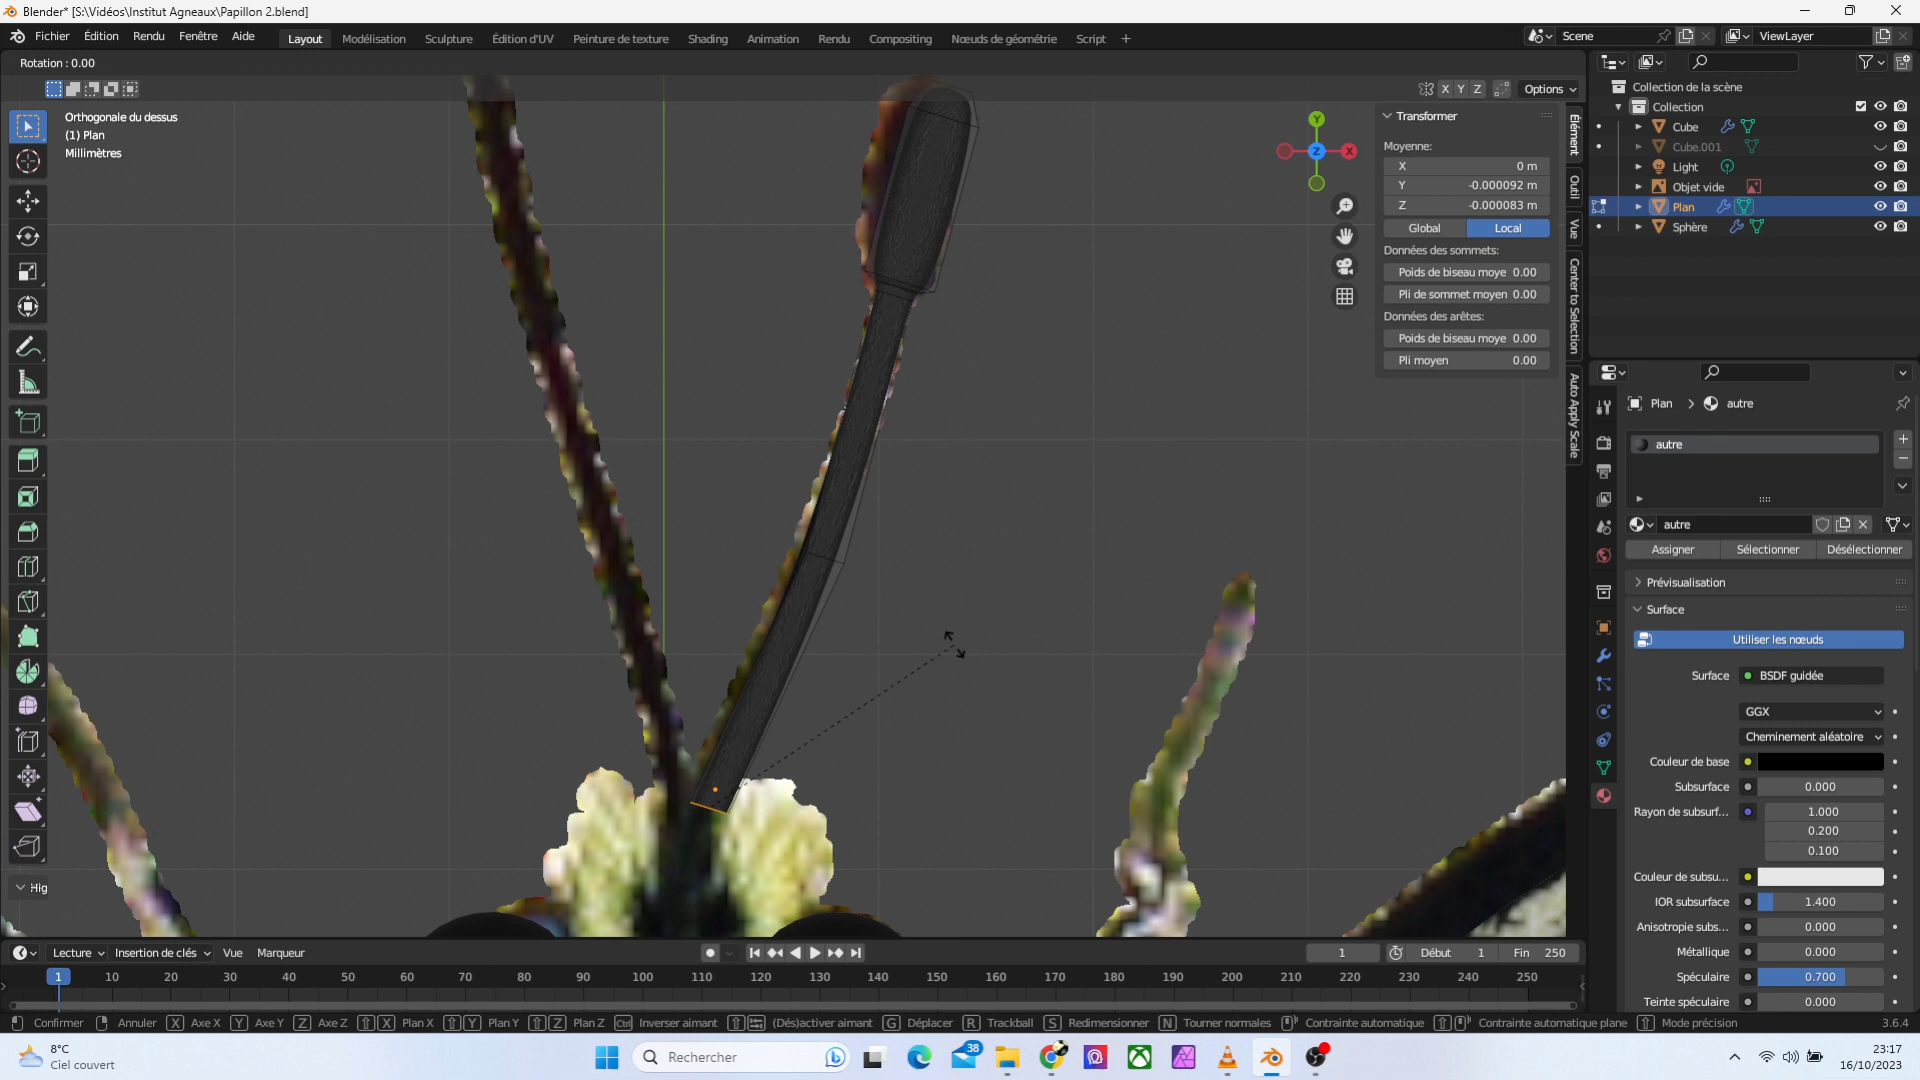 Blender* [S:\Vidéos\Institut Agneaux\Papillon 2.blend]
Fichier Édition Rendu Fenêtre Aide Layout Modélisation Sculpture Édition d'UV Peinture de texture Shading Animation Rendu Compositing Nœuds de géométrie Script + Scene ViewLayer
Rotation : 0.00
X Y Z Options
Orthogonale du dessus
(1) Plan
Millimètres
Y
X
Z
Transformer
Moyenne:
X 0 m
Y -0.000092 m
Z -0.000083 m
Global Local
Données des sommets:
Poids de biseau moye 0.00
Pli de sommet moyen 0.00
Données des arêtes:
Poids de biseau moye 0.00
Pli moyen 0.00
Élément
Outil
Vue
Center to Selection
Auto Apply Scale
Collection de la scène
Collection
Cube
Cube.001
Light
Objet vide
Plan
Sphère
Plan > autre
autre
autre
Assigner Sélectionner Désélectionner
Prévisualisation
Surface
Utiliser les nœuds
Surface BSDF guidée
GGX
Cheminement aléatoire
Couleur de base
Subsurface 0.000
Rayon de subsurf... 1.000
0.200
0.100
Couleur de subsu...
IOR subsurface 1.400
Anisotropie subs... 0.000
Métallique 0.000
Spéculaire 0.700
Teinte spéculaire 0.000
Hig
Lecture Insertion de clés Vue Marqueur 1 Début 1 Fin 250
1 10 20 30 40 50 60 70 80 90 100 110 120 130 140 150 160 170 180 190 200 210 220 230 240 250
Confirmer Annuler X Axe X Y Axe Y Z Axe Z X Plan X Y Plan Y Z Plan Z Ctrl Inverser aimant (Dés)activer aimant G Déplacer R Trackball S Redimensionner N Tourner normales Contrainte automatique Contrainte automatique plane Mode précision 3.6.4
8°C
Ciel couvert
Rechercher
38
23:17
16/10/2023